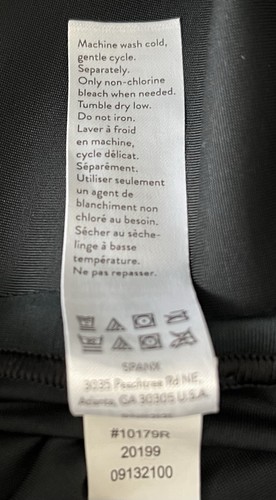 Machine wash cold,
gentle cycle.
Separately.
Only non-chlorine
bleach when needed.
Tumble dry low.
Do not iron.
Laver à froid
en machine,
cycle délicat.
Séparément.
Utiliser seulement
un agent de
blanchiment non
chloré au besoin.
Sécher au sèche-
linge à basse
température.
Ne pas repasser.
SPANX
3035 Peachtree Rd NE,
Atlanta, GA 30305 U.S.A.
#10179R
20199
09132100